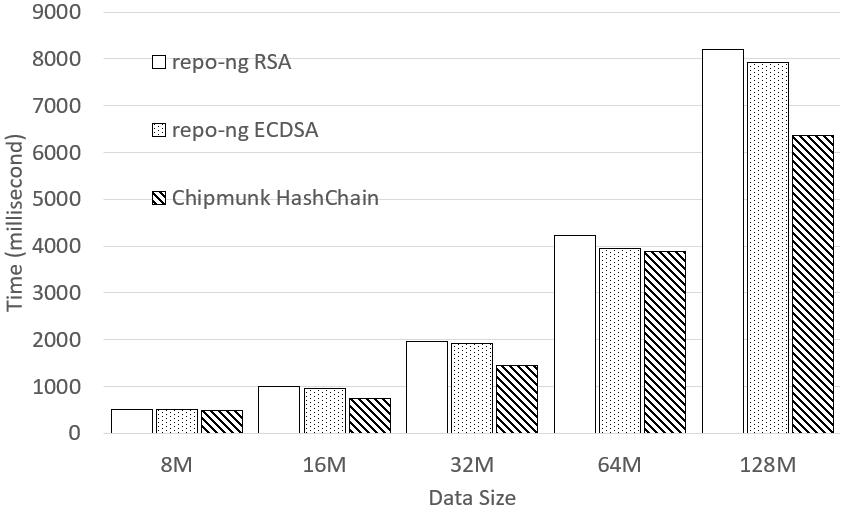 9000
8000
7000
6000
5000
4000
3000
2000
1000
0
Time (millisecond)
repo-ng RSA
repo-ng ECDSA
Chipmunk HashChain
8M
16M
32M
64M
128M
Data Size